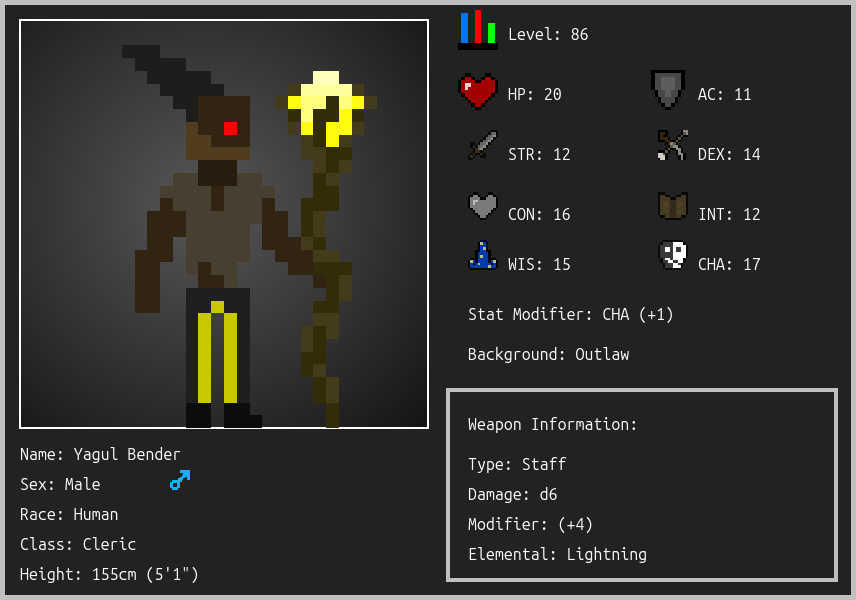 Level: 86
HP: 20
AC: 11
STR: 12
DEX: 14
CON: 16
INT: 12
WIS: 15
CHA: 17
Stat Modifier: CHA (+1)
Background: Outlaw
Weapon Information:
Type: Staff
Damage: d6
Modifier: (+4)
Elemental: Lightning
Name: Yagul Bender
Sex: Male
Race: Human
Class: Cleric
Height: 155cm (5'1")